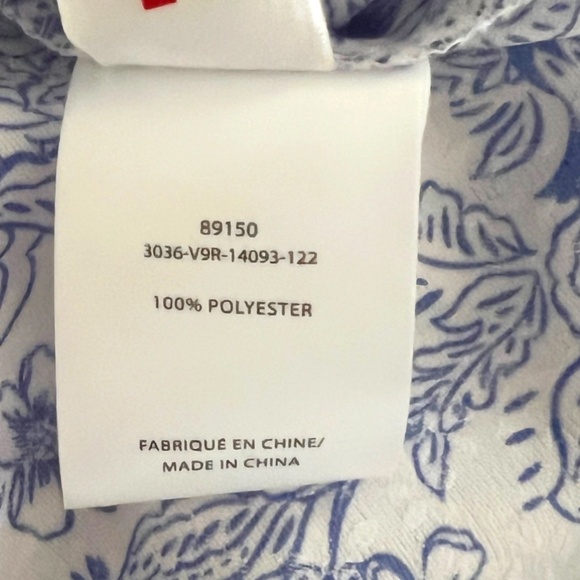 89150
3036-V9R-14093-122
100% POLYESTER
FABRIQUÉ EN CHINE/
MADE IN CHINA